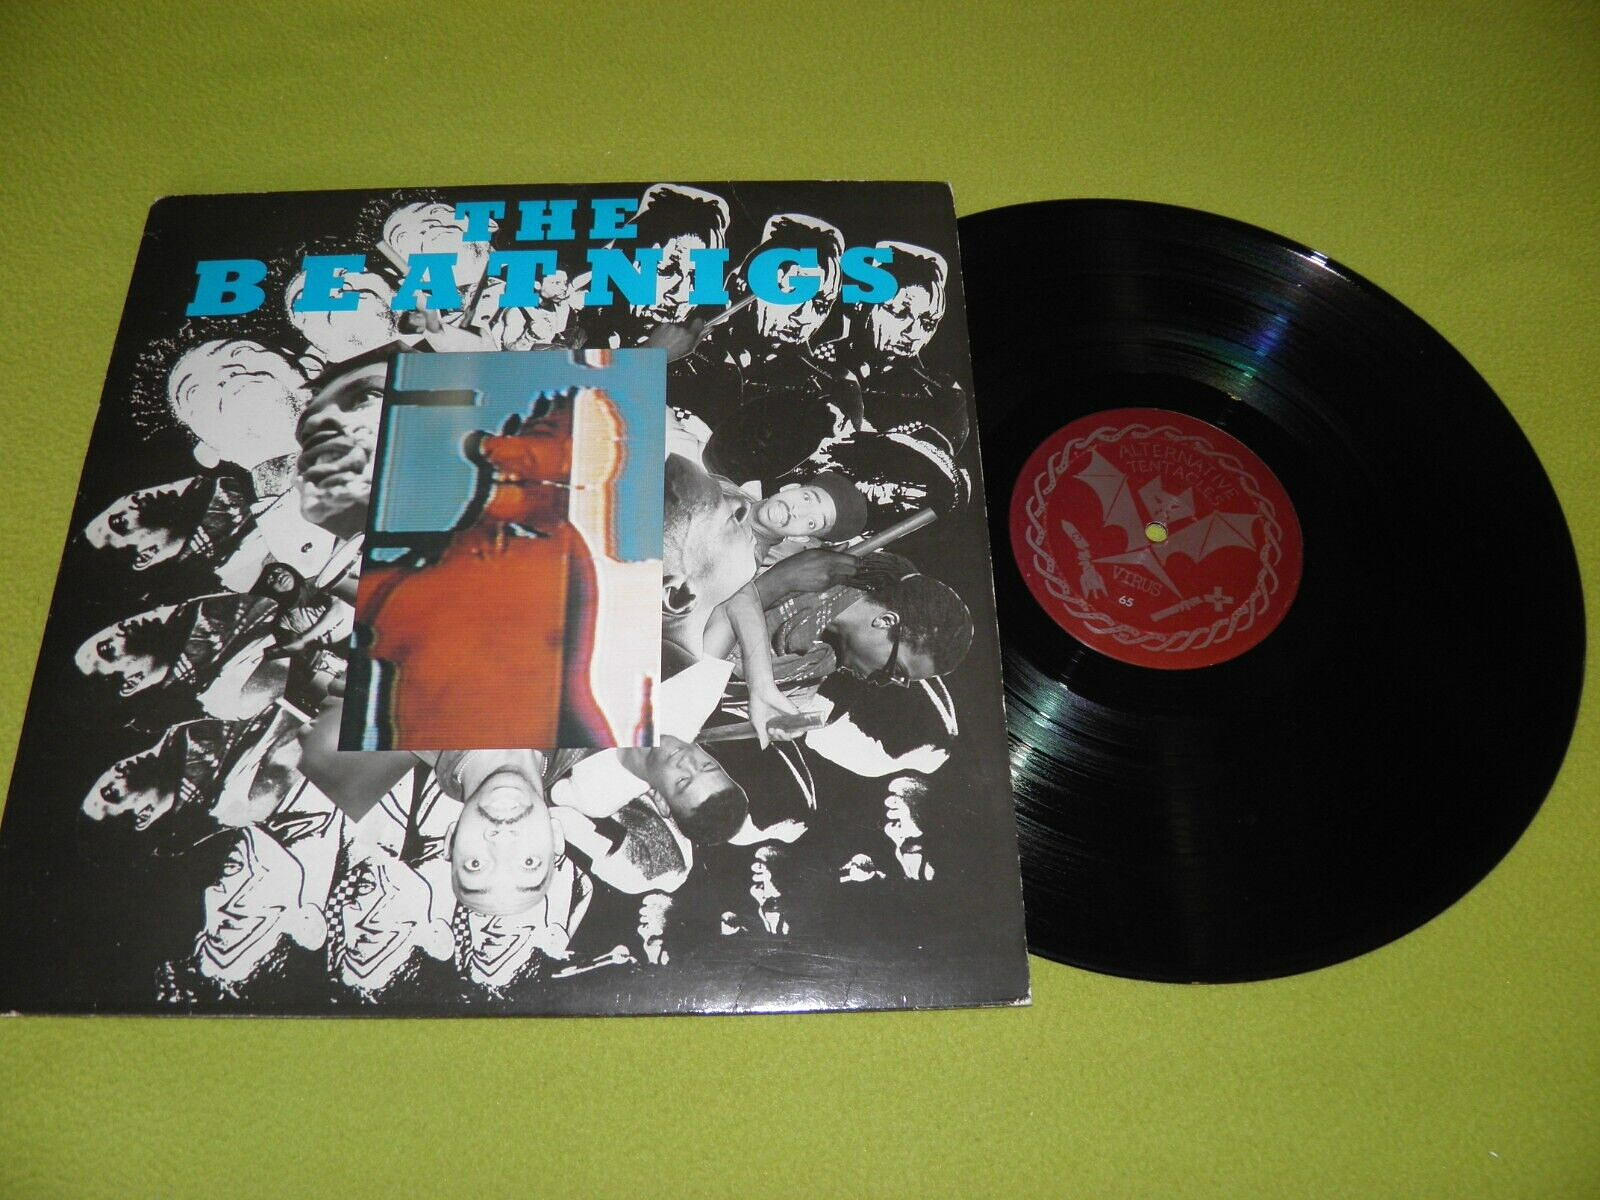 THE
BEATNIGS
ALTERNATIVE
TENTACLES
VIRUS
65